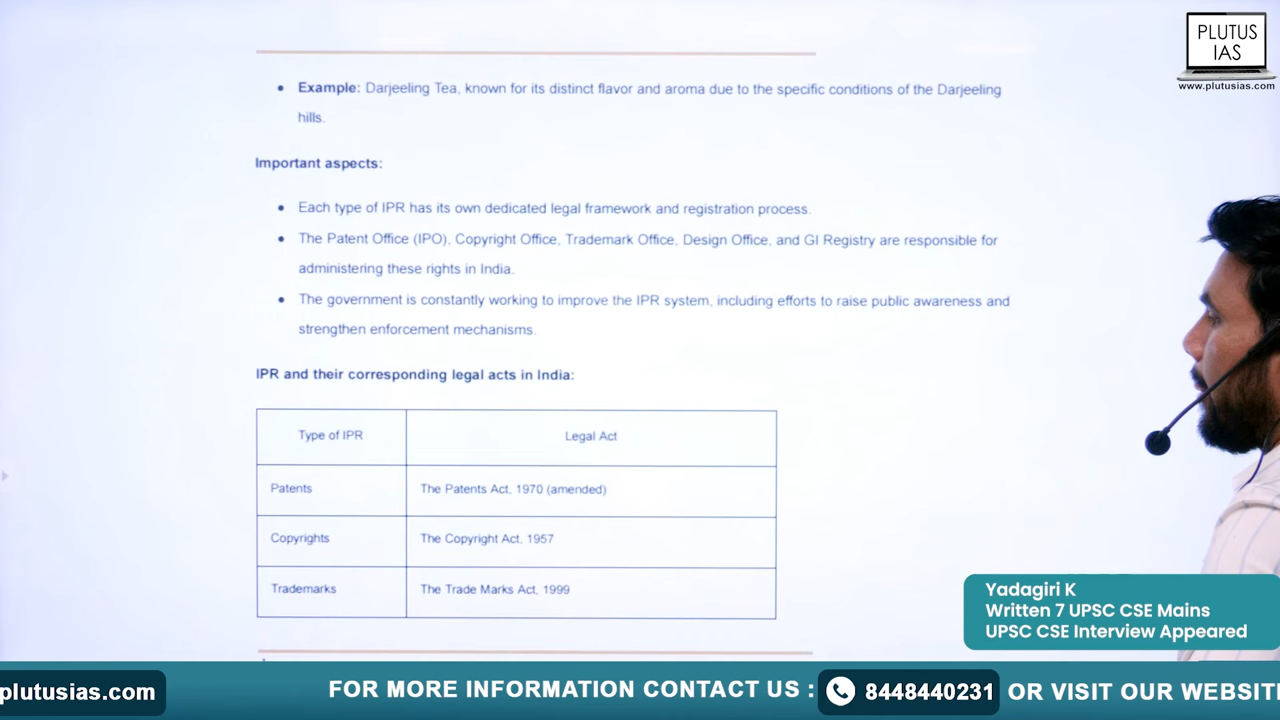 PLUTUS
IAS
www.plutusias.com
• Example: Darjeeling Tea, known for its distinct flavor and aroma due to the specific conditions of the Darjeeling
hills.
Important aspects:
• Each type of IPR has its own dedicated legal framework and registration process.
• The Patent Office (IPO), Copyright Office, Trademark Office, Design Office, and GI Registry are responsible for
administering these rights in India.
• The government is constantly working to improve the IPR system, including efforts to raise public awareness and
strengthen enforcement mechanisms.
IPR and their corresponding legal acts in India:
Type of IPR Legal Act
Patents The Patents Act, 1970 (amended)
Copyrights The Copyright Act, 1957
Trademarks The Trade Marks Act, 1999
Yadagiri K
Written 7 UPSC CSE Mains
UPSC CSE Interview Appeared
plutusias.com FOR MORE INFORMATION CONTACT US : 8448440231 OR VISIT OUR WEBSITE